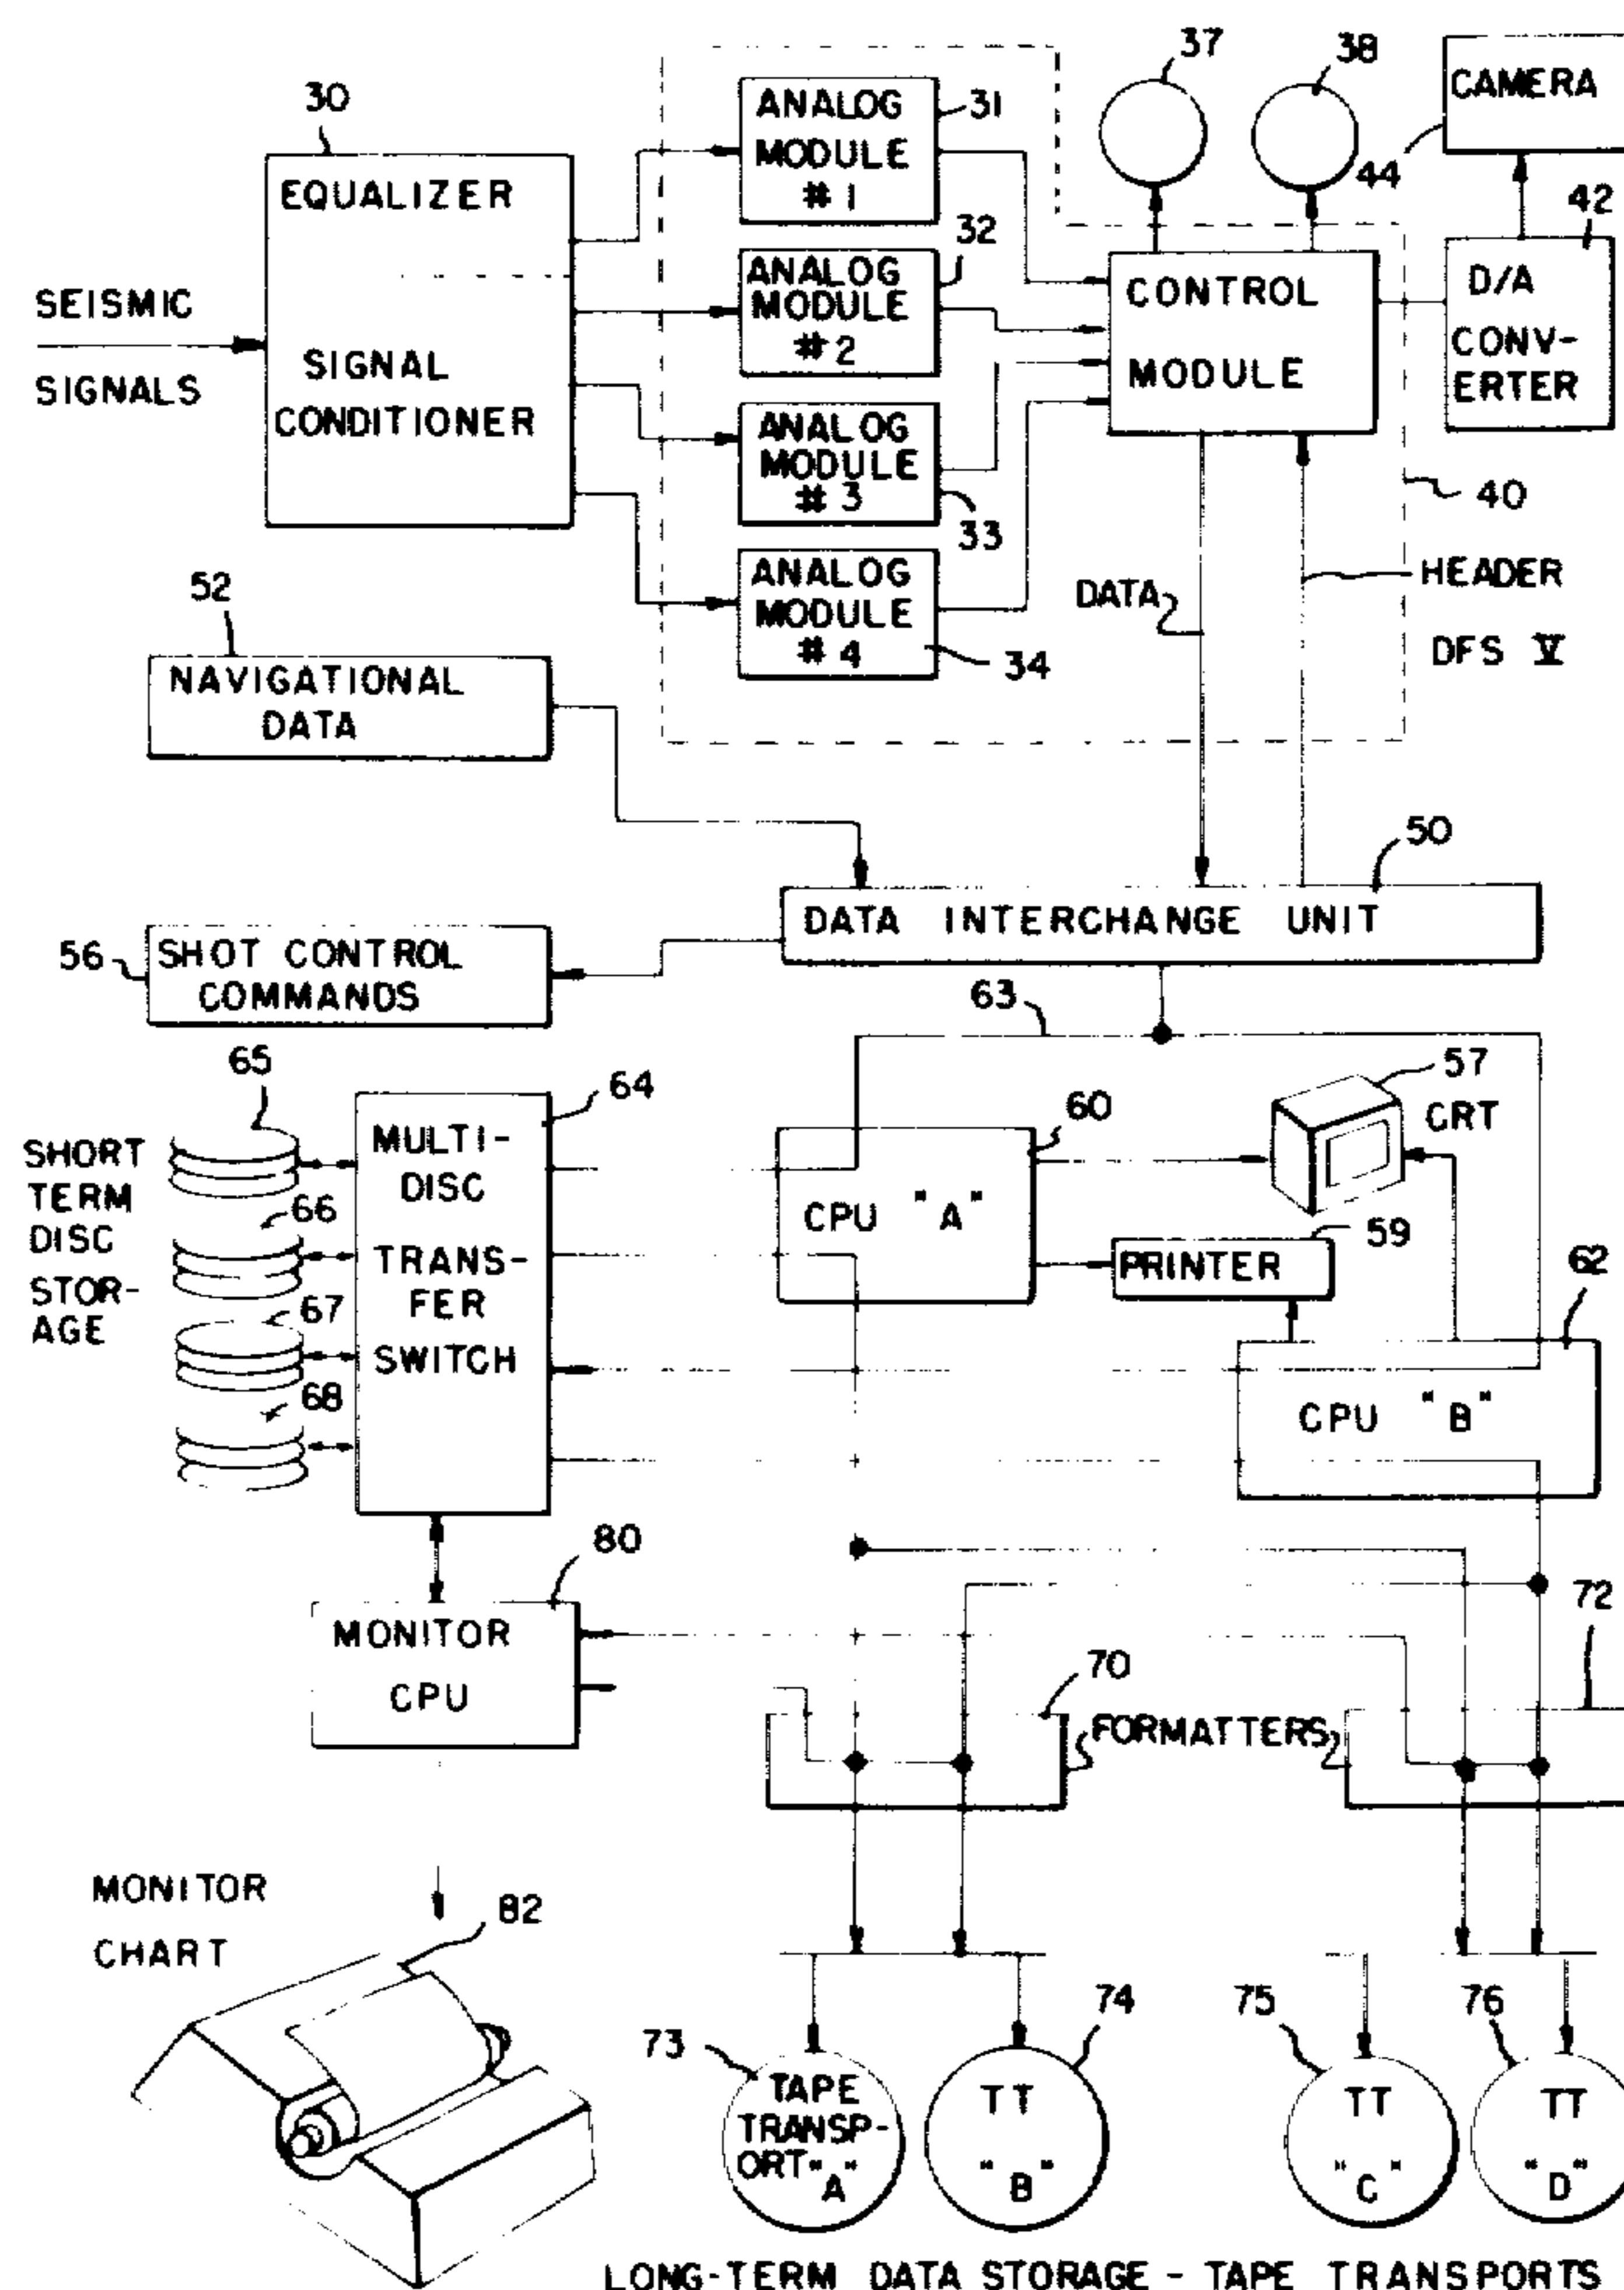 37
38
CAMERA
44
30
ANALOG
MODULE
# 1
31
EQUALIZER
SIGNAL
CONDITIONER
SEISMIC
SIGNALS
32
ANALOG
MODULE
#2
ANALOG
MODULE
# 3
33
ANALOG
MODULE
# 4
34
CONTROL
MODULE
42
D/A
CONV-
ERTER
40
DATA
HEADER
DFS V
52
NAVIGATIONAL
DATA
50
DATA INTERCHANGE UNIT
56
SHOT CONTROL
COMMANDS
63
65
64
SHORT
TERM
DISC
STOR-
AGE
66
67
68
MULTI-
DISC
TRANS-
FER
SWITCH
60
CPU "A"
57
CRT
59
PRINTER
62
CPU "B"
80
MONITOR
CPU
70
FORMATTERS
72
MONITOR
CHART
82
73
TAPE
TRANSP-
ORT "A"
74
TT
"B"
75
TT
"C"
76
TT
"D"
LONG-TERM DATA STORAGE - TAPE TRANSPORTS